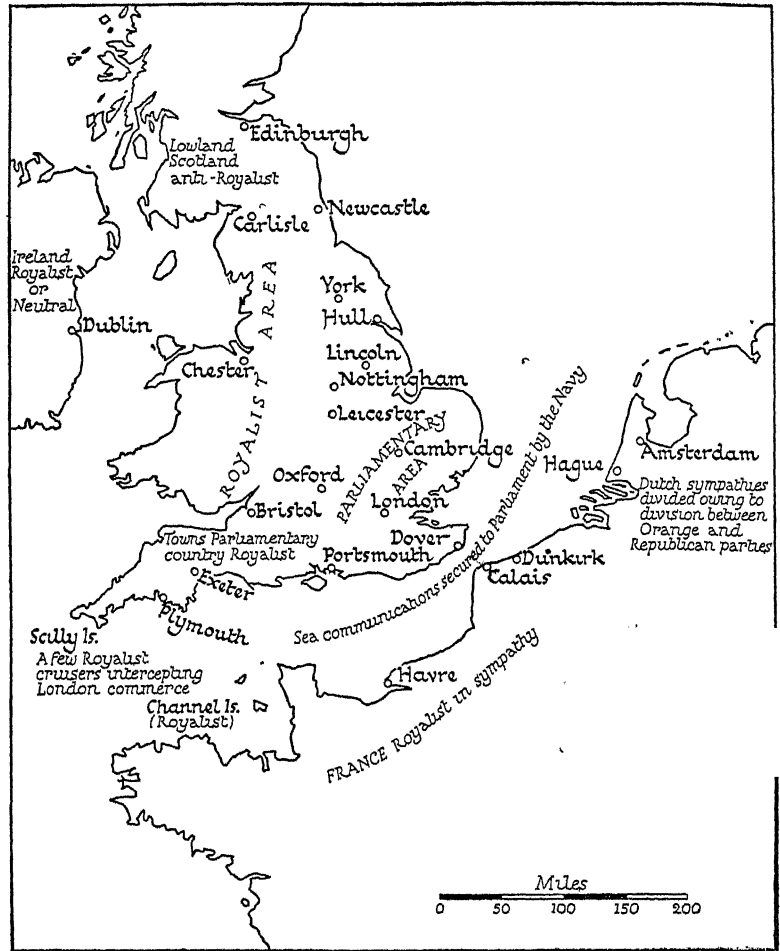 Edinburgh
Lowland
Scotland
anti-Royalist
Newcastle
Carlisle
Ireland
Royalist
or
Neutral
Dublin
ROYALIST AREA
York
Hull
Lincoln
Chester
Nottingham
Leicester
PARLIAMENTARY
AREA
Cambridge
Oxford
London
Bristol
Towns Parliamentary
country Royalist
Dover
Portsmouth
Exeter
Plymouth
Sea communications secured to Parliament by the Navy
Hague
Amsterdam
Dutch sympathies
divided owing to
division between
Orange and
Republican parties
Dunkirk
Calais
Scilly Is.
A few Royalist
cruisers intercepting
London commerce
Channel Is.
(Royalist)
Havre
FRANCE Royalist in sympathy
Miles
0 50 100 150 200